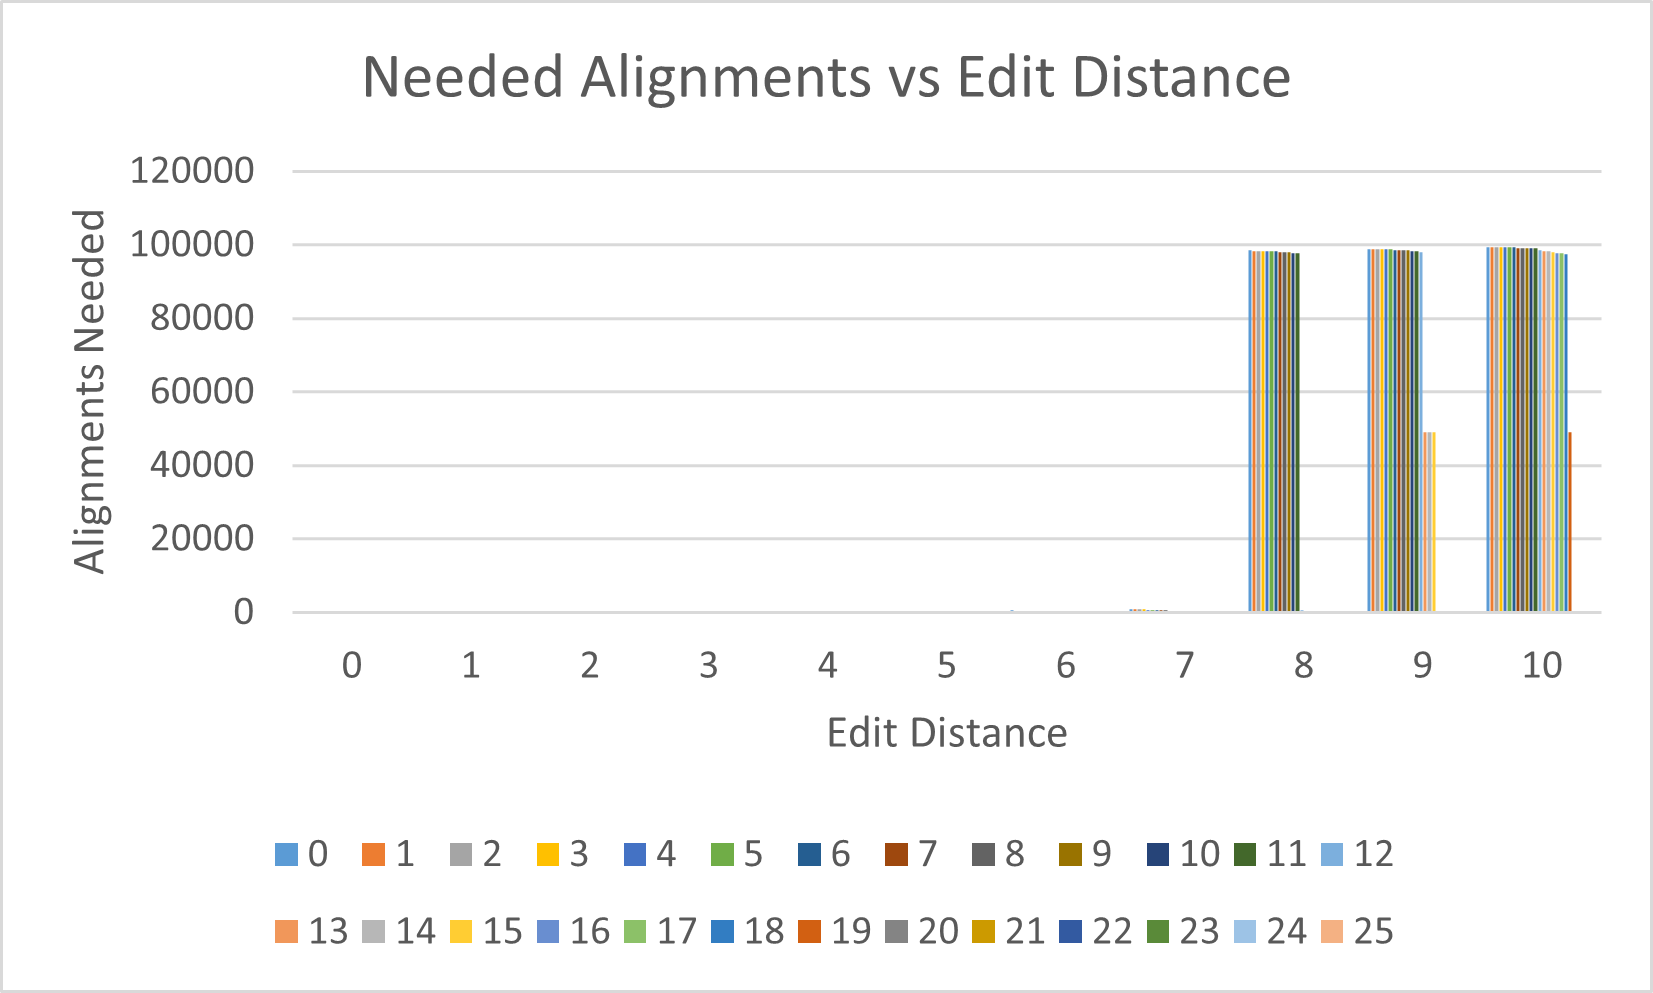 Needed Alignments vs Edit Distance
120000
100000
80000
60000
40000
20000
0
Alignments Needed
0 1 2 3 4 5 6 7 8 9 10
Edit Distance
0 1 2 3 4 5 6 7 8 9 10 11 12
13 14 15 16 17 18 19 20 21 22 23 24 25